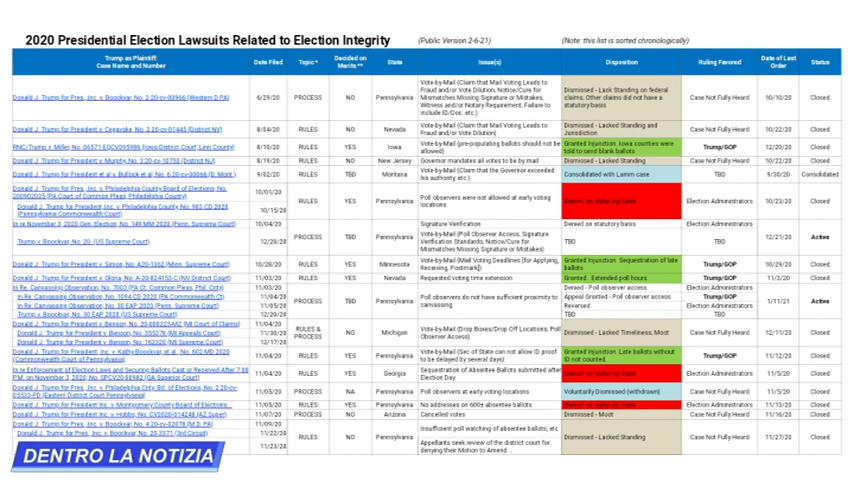 2020 Presidential Election Lawsuits Related to Election Integrity (Public Version 2-6-21) (Note: this list is sorted chronologically)
Trump as Plaintiff: Case Name and Number | Date Filed | Topic * | Decided on Merits ** | State | Issue(s) | Disposition | Ruling Favored | Date of Last Order | Status
Donald J. Trump for Pres., Inc. v. Boockvar, No. 2:20-cv-00966 (Western D PA) | 6/29/20 | PROCESS | NO | Pennsylvania | Vote-by-Mail (Claim that Mail Voting Leads to Fraud and/or Vote Dilution, Notice/Cure for Mismatches Missing Signature or Mistakes; Witness and/or Notary Requirement, Failure to include ID/Doc. etc.) | Dismissed - Lack Standing on federal claims. Other claims did not have a statutory basis | Case Not Fully Heard | 10/10/20 | Closed
Donald J. Trump for President v. Cegavske, No. 2:20-cv-01445 (District NV) | 8/04/20 | RULES | NO | Nevada | Vote-by-Mail (Claim that Mail Voting Leads to Fraud and/or Vote Dilution) | Dismissed - Lacked Standing and Jurisdiction | Case Not Fully Heard | 10/22/20 | Closed
RNC/Trump v. Miller, No. 06571 EQCV095986 (Iowa District Court, Linn County) | 8/10/20 | RULES | YES | Iowa | Vote-by-Mail (pre-populating ballots should not be allowed) | Granted Injunction. Iowa counties were told to send blank ballots | Trump/GOP | 12/20/20 | Closed
Donald J. Trump for President v. Murphy, No. 3:20-cv-10753 (District NJ) | 8/19/20 | RULES | NO | New Jersey | Governor mandates all votes to be by mail | Dismissed - Lacked Standing | Case Not Fully Heard | 10/22/20 | Closed
Donald J. Trump for President et al v. Bullock et al, No. 6:20-cv-00066 (D. Mont.) | 9/02/20 | RULES | TBD | Montana | Vote-by-Mail (Claim that the Governor exceeded his authority, etc.) | Consolidated with Lamm case | TBD | 9/30/20 | Consolidated
Donald J. Trump for Pres., Inc. v. Philadelphia County Board of Elections, No. 200902035 (PA Court of Common Pleas, Philadelphia County) | 10/01/20
Donald J. Trump for President, Inc. v. Philadelphia County No. 983 CD 2020 (Pennsylvania Commonwealth Court) | 10/15/20 | RULES | YES | Pennsylvania | Poll observers were not allowed at early voting locations | Denied on statutory basis | Election Administrators | 10/23/20 | Closed
In re November 3, 2020 Gen. Election, No. 149 MM 2020 (Penn. Supreme Court) | 10/04/20 | Signature Verification | Denied on statutory basis | Election Administrators
Trump v. Boockvar, No. 20- (US Supreme Court) | 12/20/20 | PROCESS | TBD | Pennsylvania | Vote-by-Mail (Poll Observer Access, Signature Verification Standards, Notice/Cure for Mismatches Missing Signature or Mistakes) | TBD | TBD | 12/21/20 | Active
Donald J. Trump for President v. Simon, No. A20-1362 (Minn. Supreme Court) | 10/28/20 | RULES | YES | Minnesota | Vote-by-Mail (Mail Voting Deadlines [for Applying, Receiving, Postmark]) | Granted Injunction. Sequestration of late ballots | Trump/GOP | 10/29/20 | Closed
Donald J. Trump for President v. Gloria, No. A-20-824153-C (NV District Court) | 11/03/20 | RULES | YES | Nevada | Requested voting time extension | Granted. Extended poll hours | Trump/GOP | 11/3/20 | Closed
In Re: Canvassing Observation, No. 7003 (PA Ct. Common Pleas, Phil. Cnty) | 11/03/20 | Denied - Poll observer access | Election Administrators
In Re: Canvassing Observation, No. 1094 CD 2020 (PA Commonwealth Ct) | 11/04/20 | PROCESS | TBD | Pennsylvania | Poll observers do not have sufficient proximity to canvassing | Appeal Granted - Poll observer access | Trump/GOP | 1/11/21 | Active
In Re: Canvassing Observation, No. 30 EAP 2020 (Penn. Supreme Ct) | 11/05/20 | Reversed | Election Administrators
Trump v. Boockvar, No. 30 EAP 2020 (US Supreme Court) | 12/20/20 | TBD | TBD
Donald J. Trump for President v. Benson, No. 20-000225-MZ (MI Court of Claims) | 11/04/20
Donald J. Trump for President v. Benson, No. 355378 (MI Appeals Court) | 11/30/20 | RULES & PROCESS | NO | Michigan | Vote-by-Mail (Drop Boxes/Drop Off Locations, Poll Observer Access) | Dismissed - Lacked Timeliness, Moot | Case Not Fully Heard | 12/11/20 | Closed
Donald J. Trump for President v. Benson, No. 162320 (MI Supreme Court) | 12/17/20
Donald J. Trump for President, Inc. v. Kathy Boockvar et al., No. 602 MD 2020 (Commonwealth Court of Pennsylvania) | 11/04/20 | RULES | YES | Pennsylvania | Vote-by-Mail (Sec of State can not allow ID proof to be delayed by several days) | Granted Injunction. Late ballots without ID not counted | Trump/GOP | 11/12/20 | Closed
In re Enforcement of Election Laws and Securing Ballots Cast or Received After 7:00 P.M. on November 3, 2020, No. SPCV20-00982 (GA Superior Court) | 11/04/20 | RULES | YES | Georgia | Sequestration of Absentee Ballots submitted after Election Day | Election Administrators | 11/5/20 | Closed
Donald J. Trump for Pres., Inc. v. Philadelphia Cnty. Bd. of Elections, No. 2:20-cv-05533-PD (Eastern District Court Pennsylvania) | 11/05/20 | PROCESS | NA | Pennsylvania | Poll observers at early voting locations | Voluntarily Dismissed (withdrawn) | Case Not Fully Heard | 11/5/20 | Closed
Donald J. Trump for President Inc. v. Montgomery County Board of Elections | 11/05/20 | RULES | YES | Pennsylvania | No addresses on 600± absentee ballots | Election Administrators | 11/13/20 | Closed
Donald J. Trump for President Inc. v. Hobbs, No. CV2020-014248 (AZ Super.) | 11/07/20 | PROCESS | NO | Arizona | Cancelled votes | Dismissed - Moot | Case Not Fully Heard | 11/16/20 | Closed
Donald J. Trump for Pres., Inc. v. Boockvar, No. 4:20-cv-02078 (M.D. PA) | 11/09/20 | Insufficient poll watching of absentee ballots, etc.
Donald J. Trump for Pres., Inc. v. Boockvar, No. 20-3371 (3rd Circuit) | 11/22/20 | RULES | NO | Pennsylvania | Dismissed - Lacked Standing | Case Not Fully Heard | 11/27/20 | Closed
11/23/20 | Appellants seek review of the district court for denying their Motion to Amend ..
DENTRO LA NOTIZIA